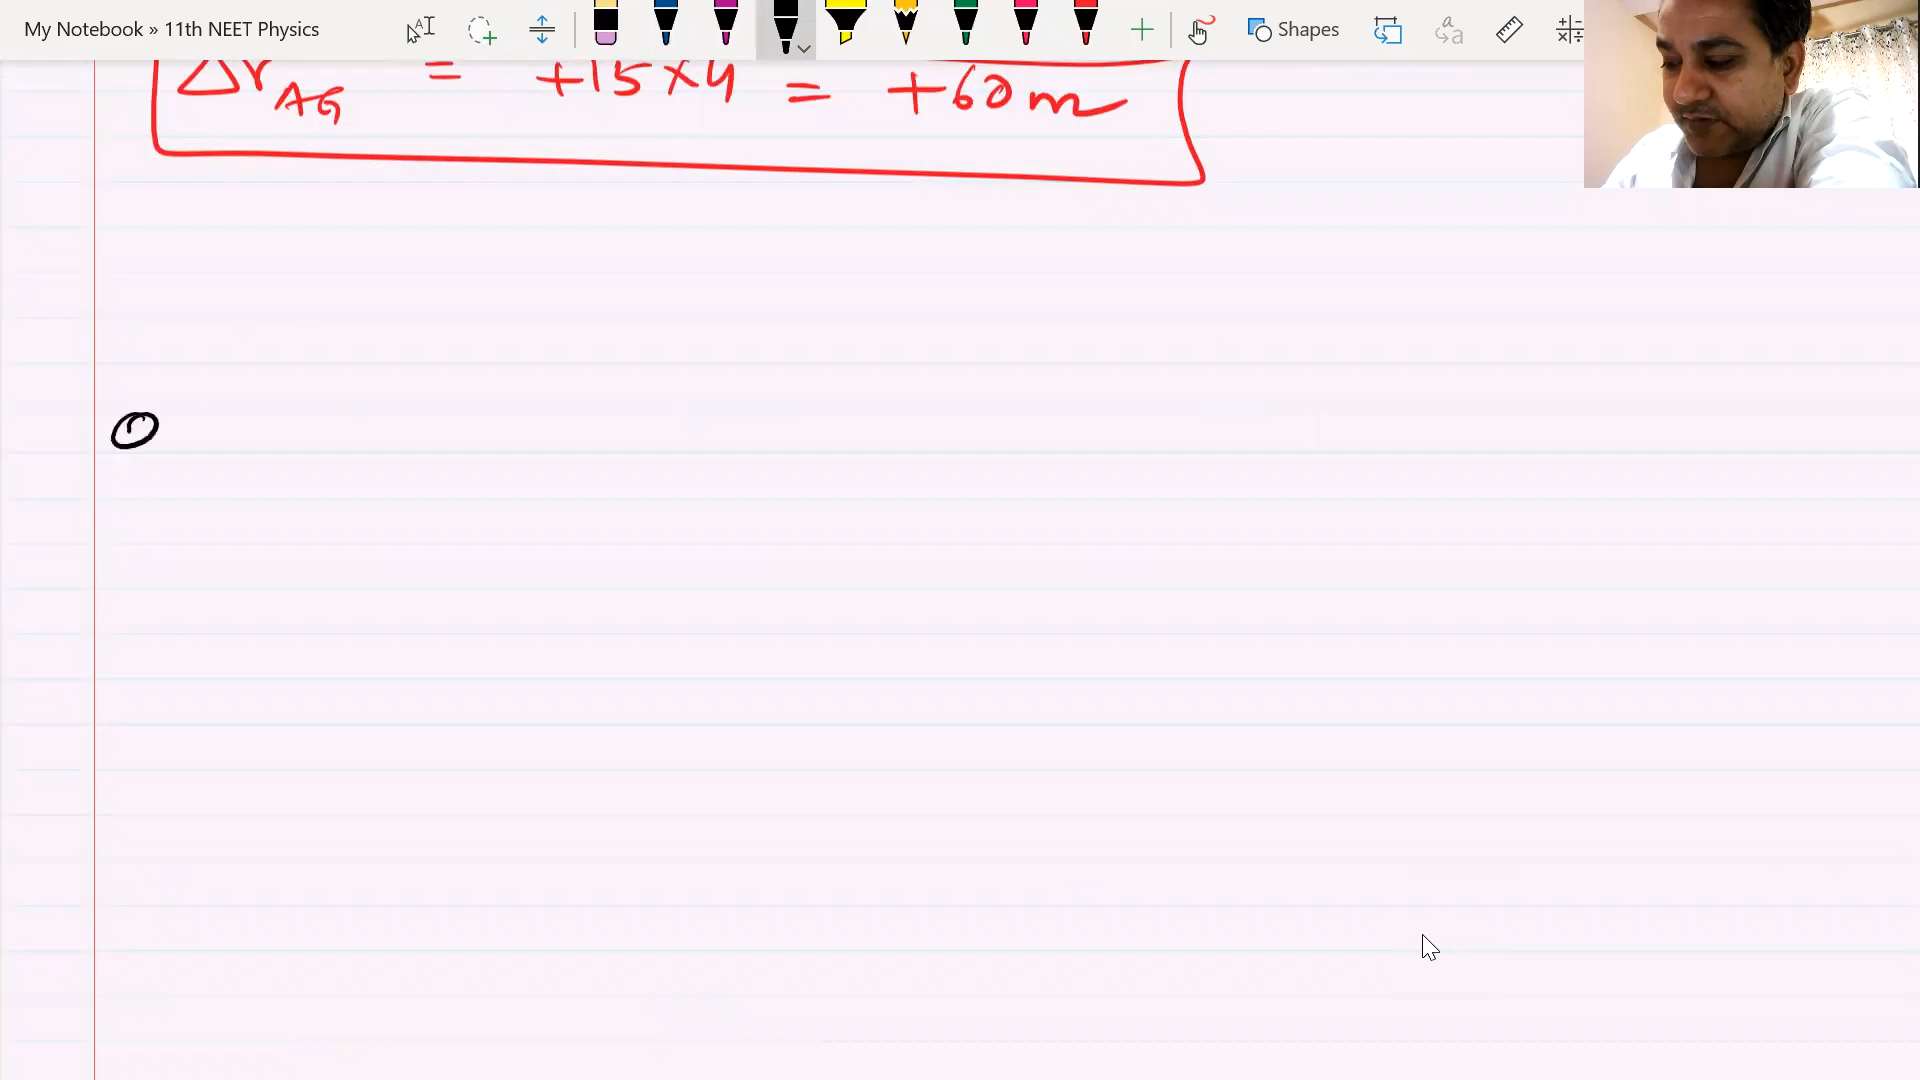 My Notebook » 11th NEET Physics
Shapes
Δr_AG = +15×4 = +60m